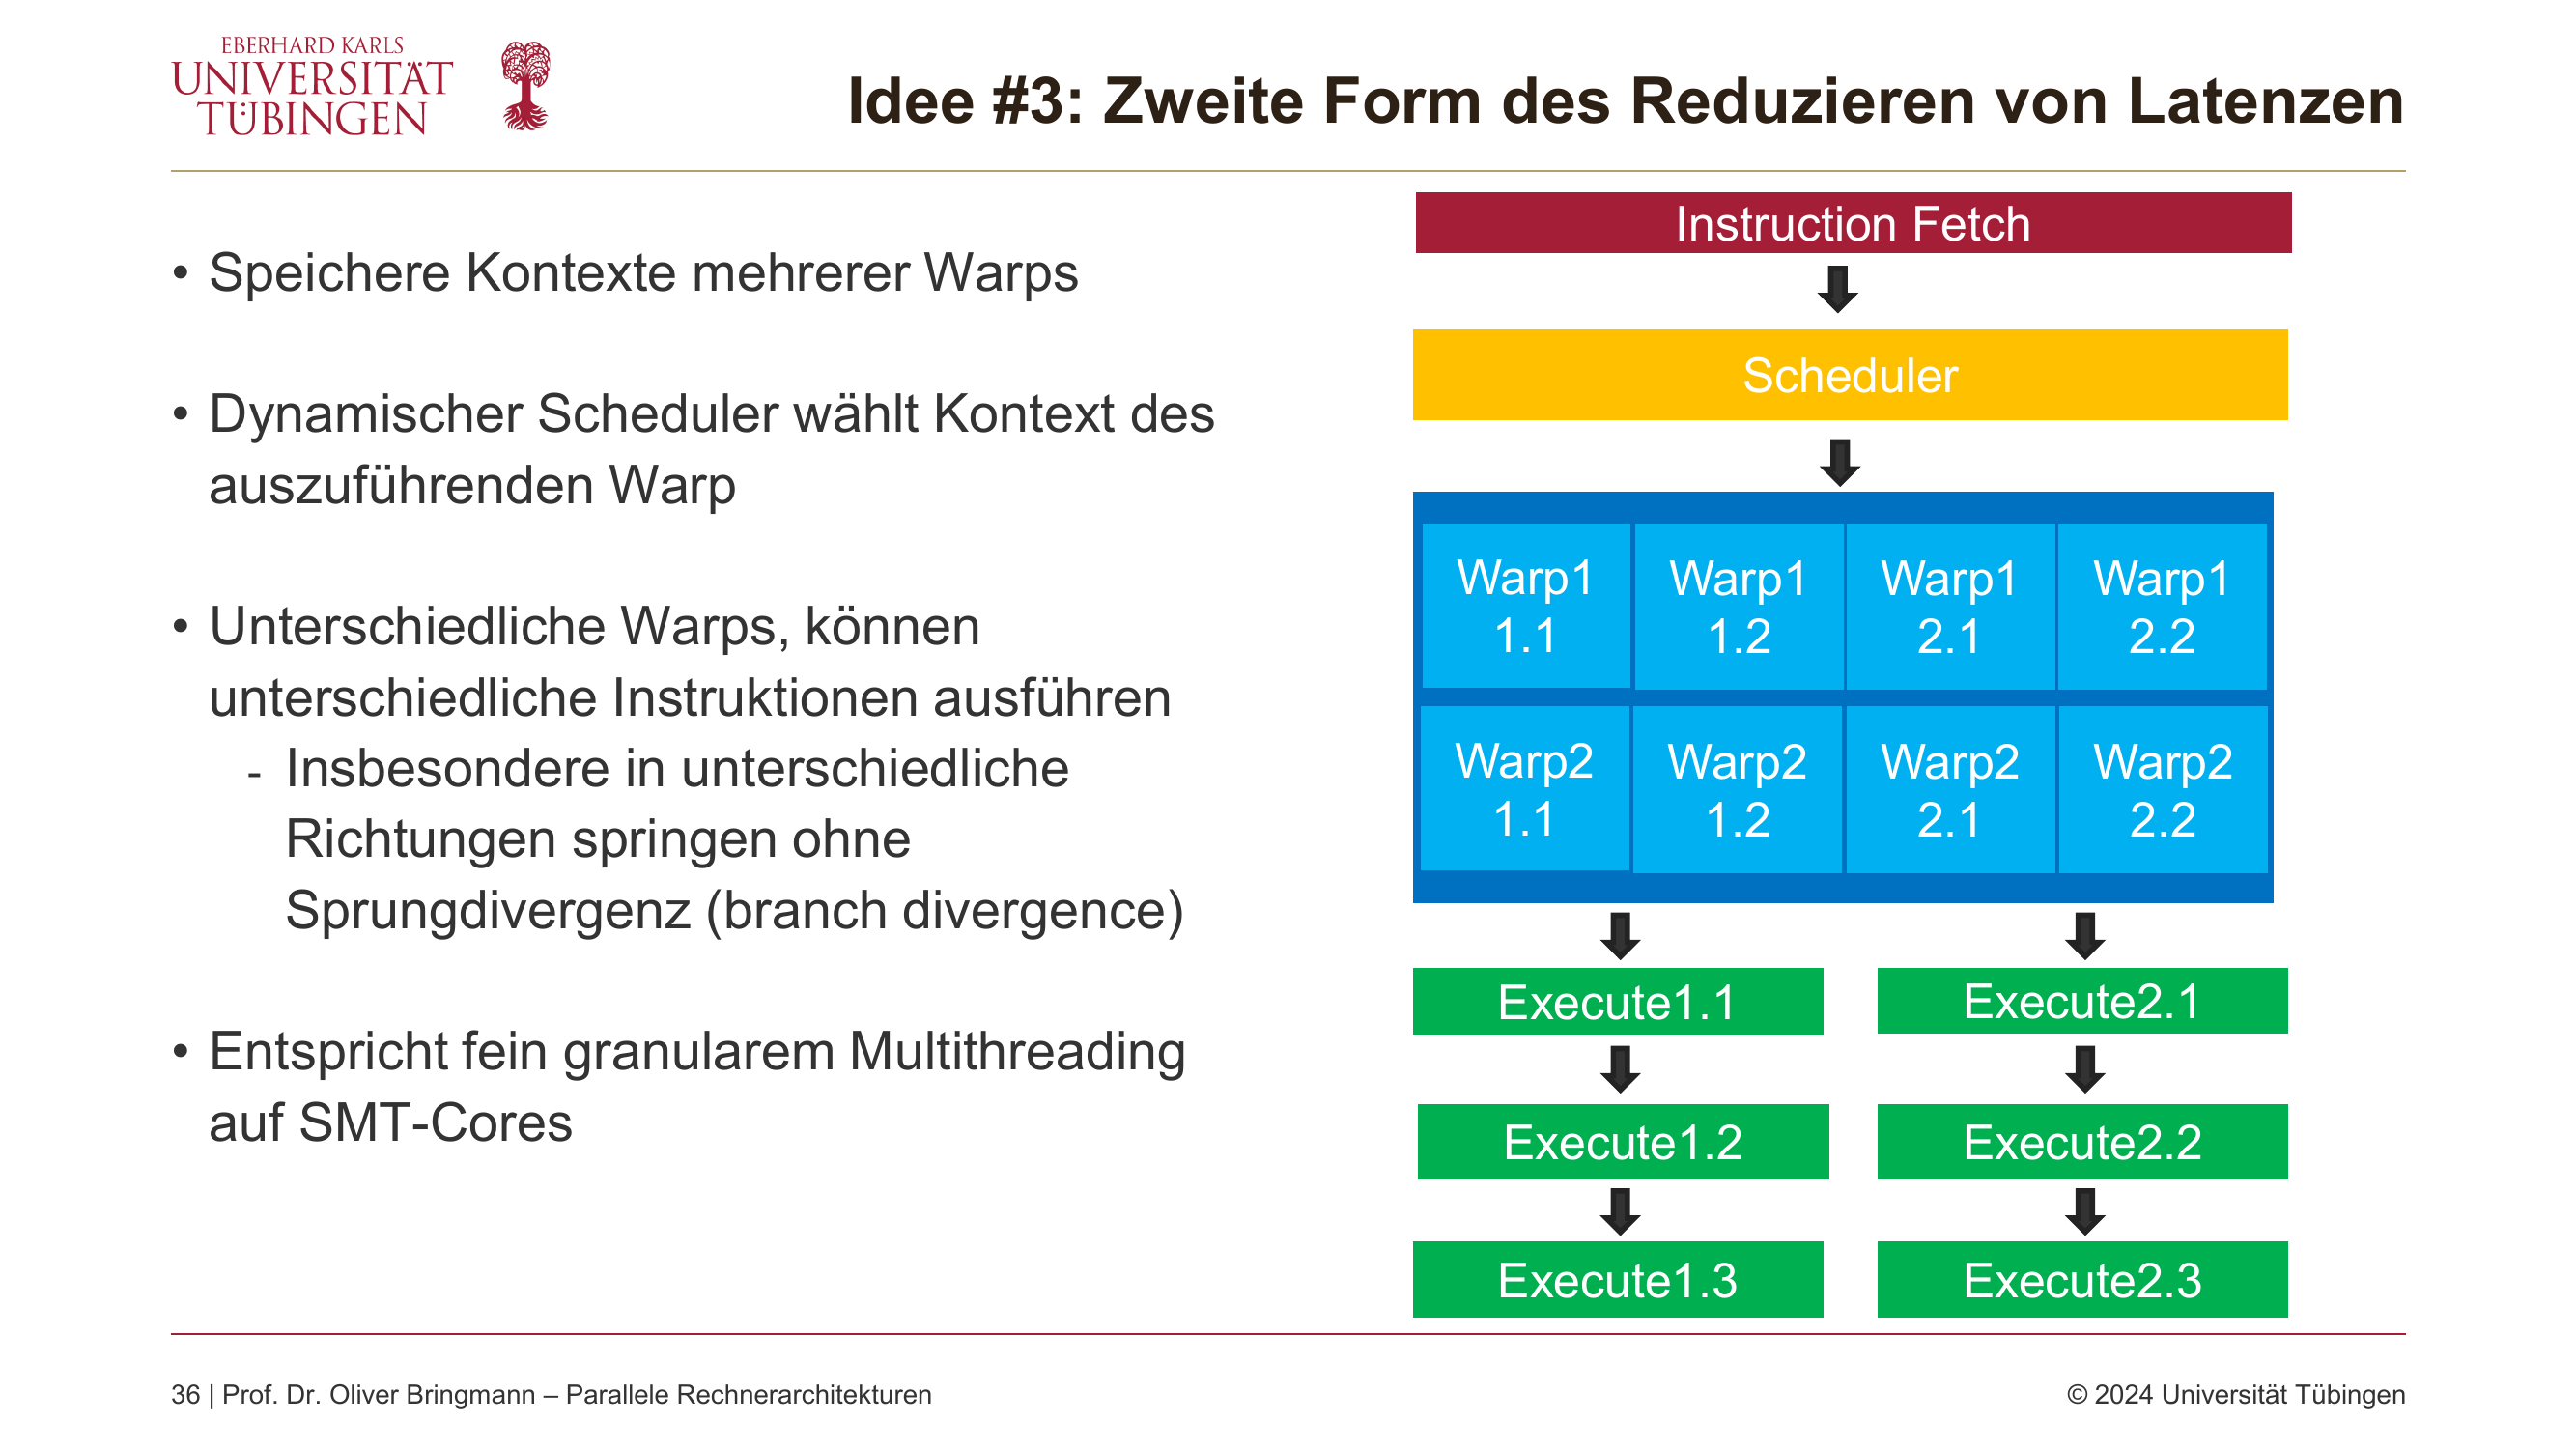 EBERHARD KARLS
UNIVERSITÄT
TÜBINGEN
Idee #3: Zweite Form des Reduzieren von Latenzen
• Speichere Kontexte mehrerer Warps
• Dynamischer Scheduler wählt Kontext des
auszuführenden Warp
• Unterschiedliche Warps, können
unterschiedliche Instruktionen ausführen
- Insbesondere in unterschiedliche
Richtungen springen ohne
Sprungdivergenz (branch divergence)
• Entspricht fein granularem Multithreading
auf SMT-Cores
Instruction Fetch
Scheduler
Warp1
1.1
Warp1
1.2
Warp1
2.1
Warp1
2.2
Warp2
1.1
Warp2
1.2
Warp2
2.1
Warp2
2.2
Execute1.1
Execute2.1
Execute1.2
Execute2.2
Execute1.3
Execute2.3
36 | Prof. Dr. Oliver Bringmann – Parallele Rechnerarchitekturen
© 2024 Universität Tübingen